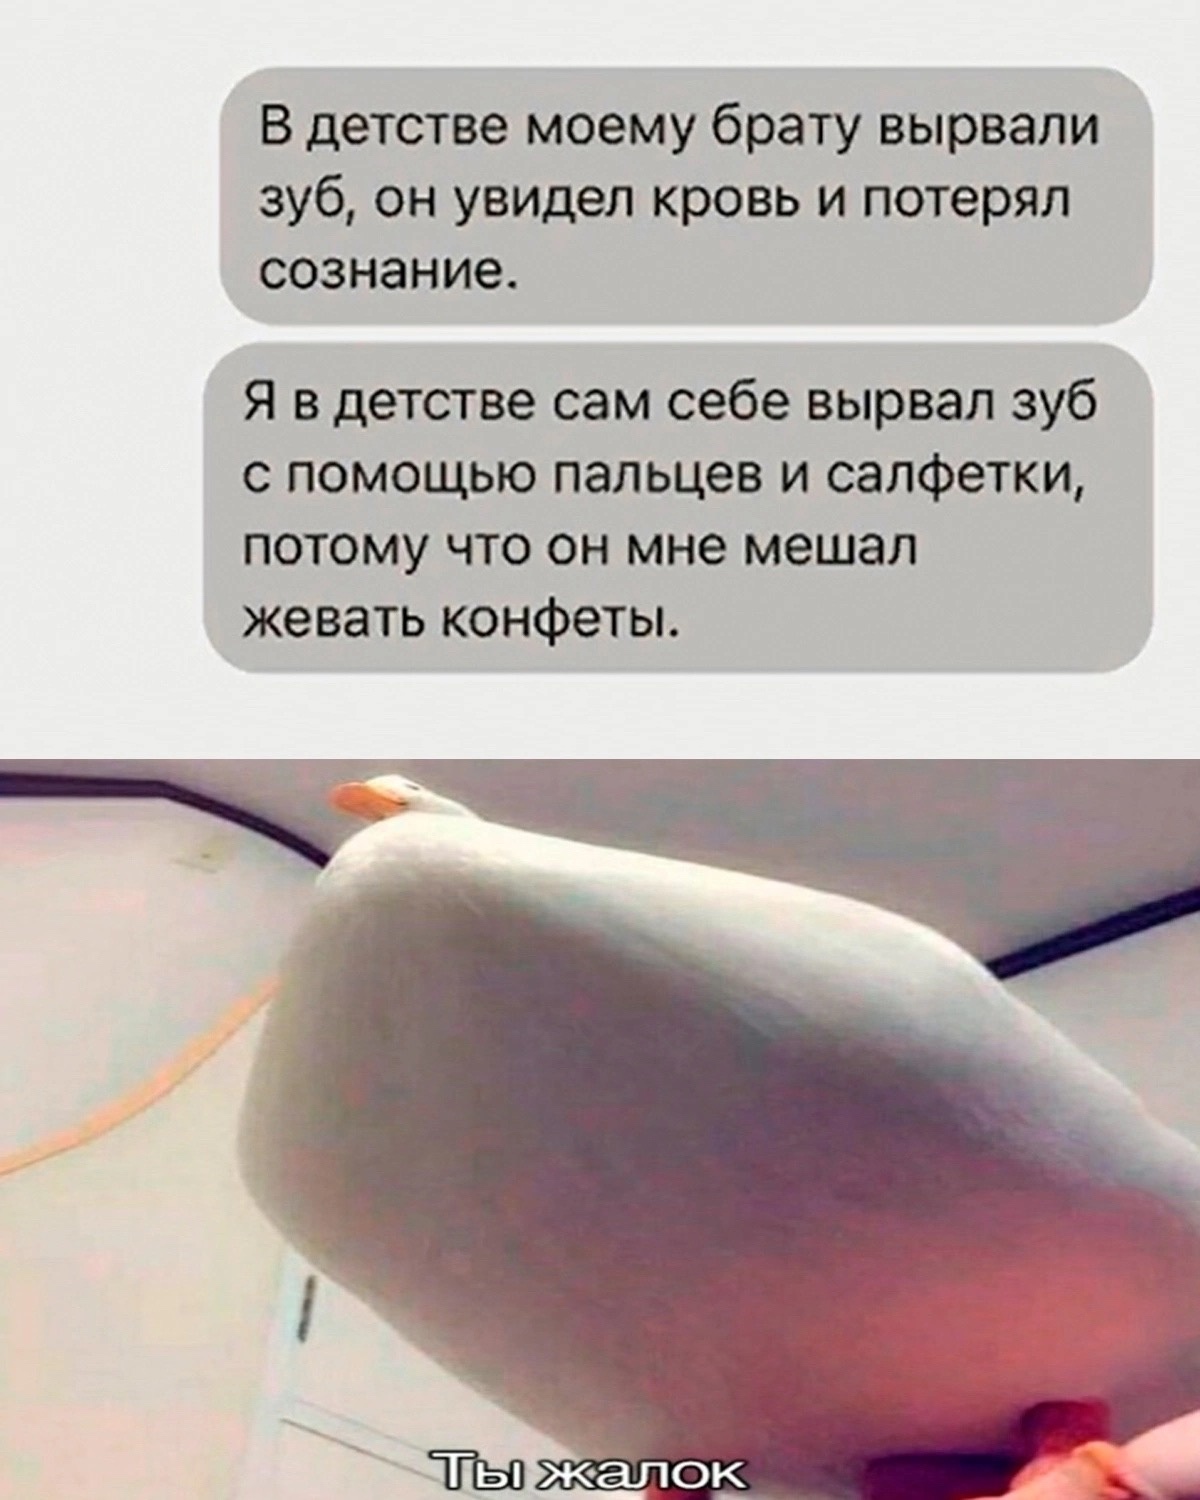 В детстве моему брату вырвали
зуб, он увидел кровь и потерял
сознание.
Я в детстве сам себе вырвал зуб
с помощью пальцев и салфетки,
потому что он мне мешал
жевать конфеты.
Ты жалок